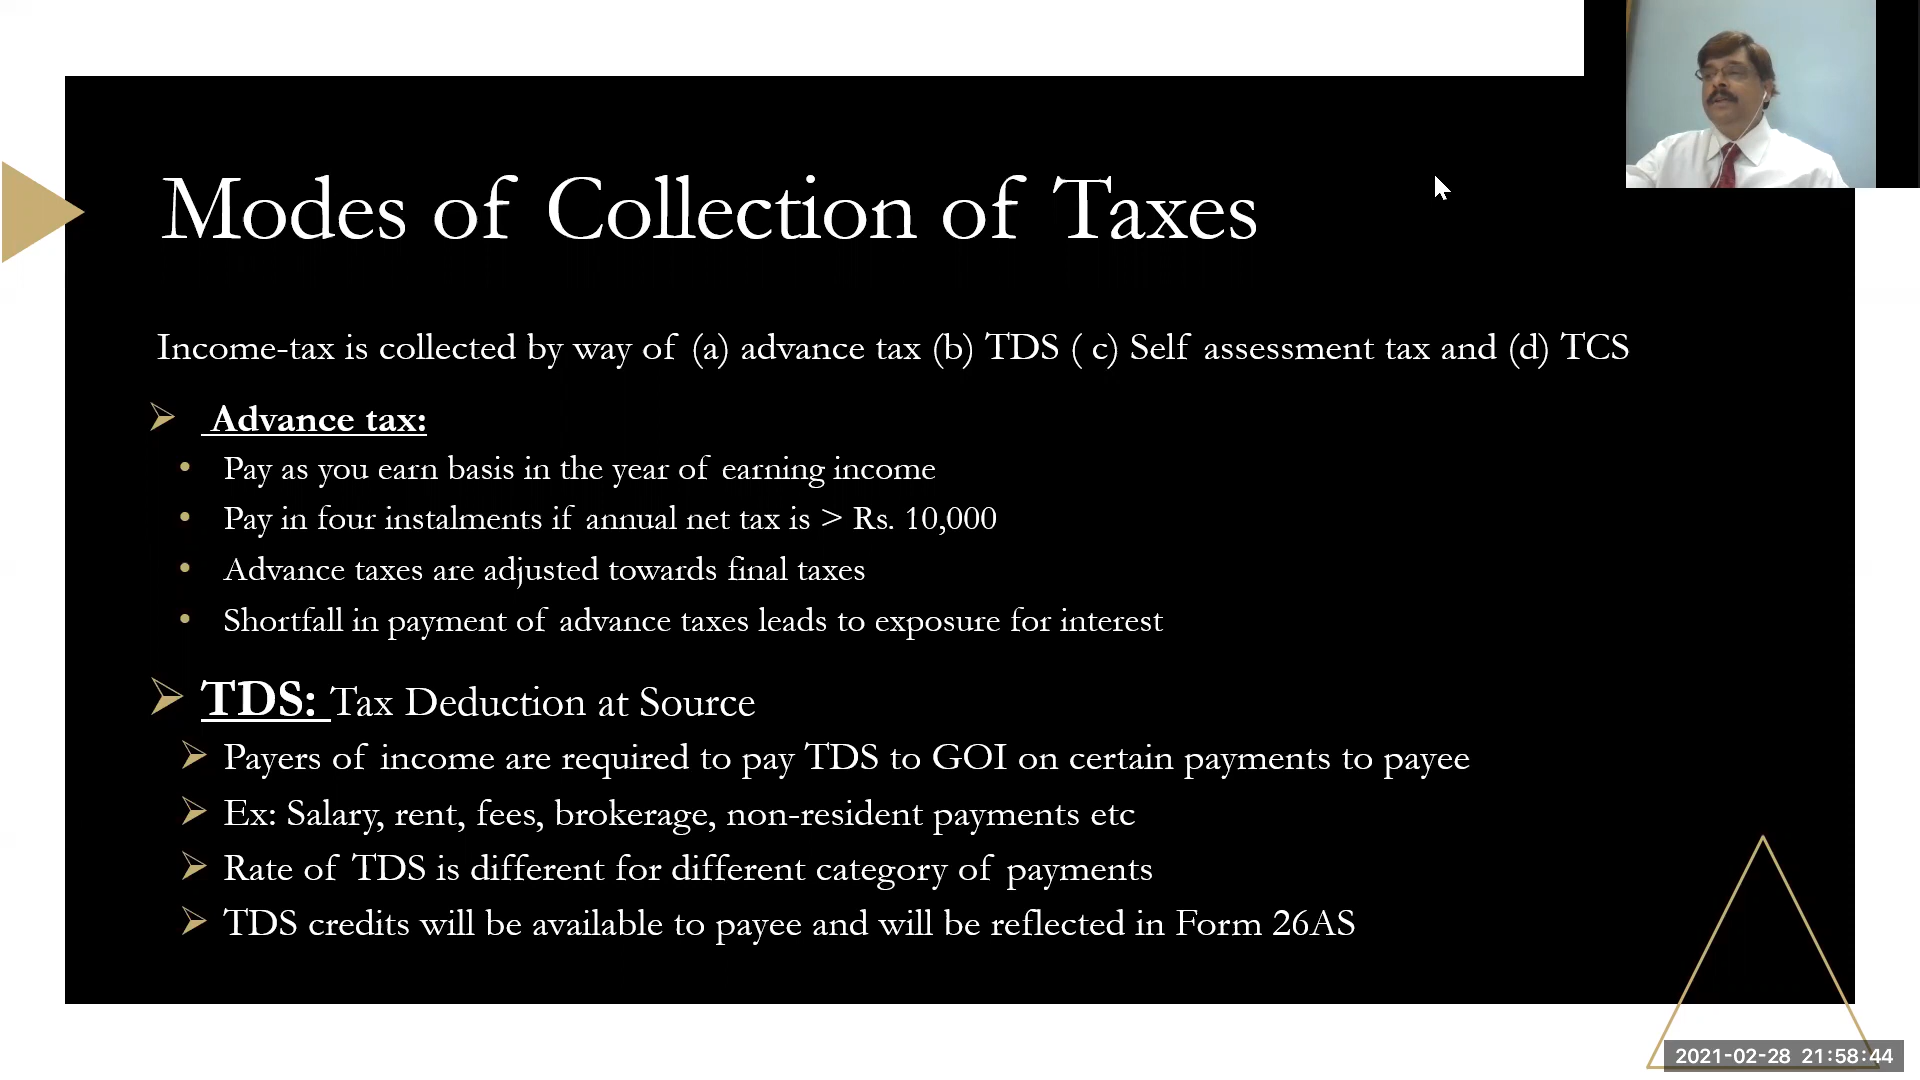 Modes of Collection of Taxes
Income-tax is collected by way of (a) advance tax (b) TDS ( c) Self assessment tax and (d) TCS
Advance tax:
Pay as you earn basis in the year of earning income
Pay in four instalments if annual net tax is > Rs. 10,000
Advance taxes are adjusted towards final taxes
Shortfall in payment of advance taxes leads to exposure for interest
TDS: Tax Deduction at Source
Payers of income are required to pay TDS to GOI on certain payments to payee
Ex: Salary, rent, fees, brokerage, non-resident payments etc
Rate of TDS is different for different category of payments
TDS credits will be available to payee and will be reflected in Form 26AS
2021-02-28 21:58:44